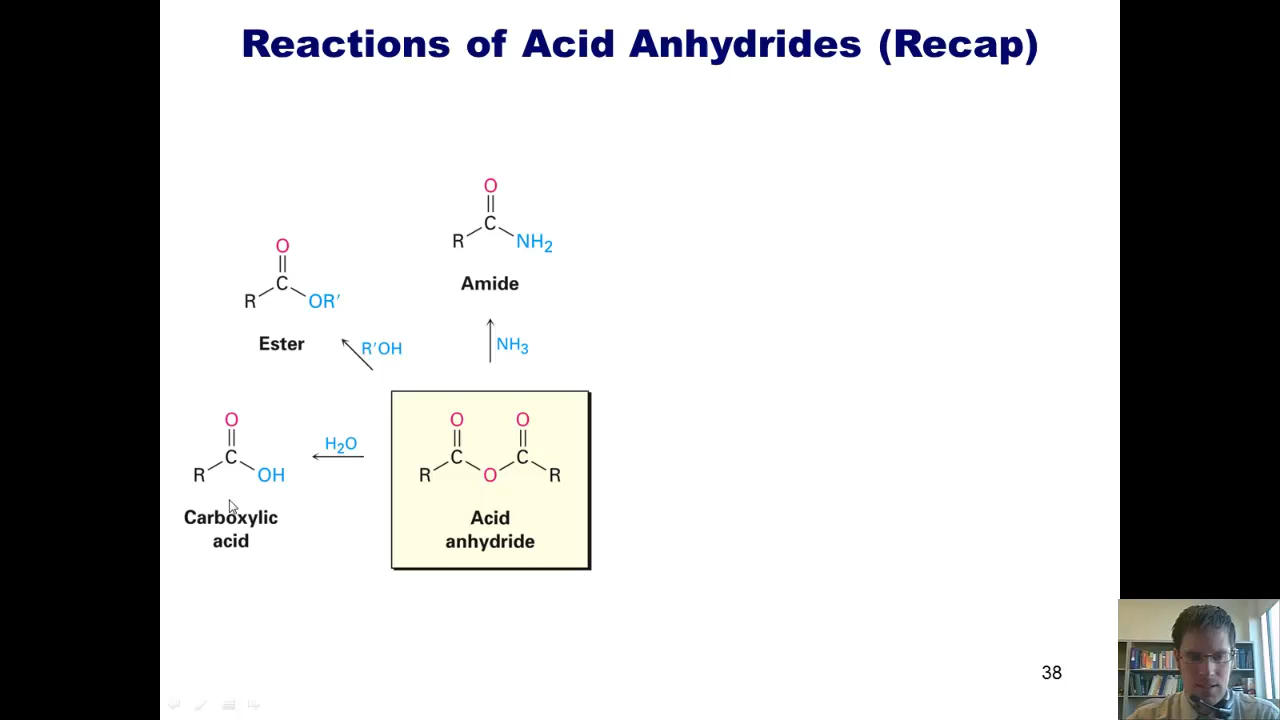 Reactions of Acid Anhydrides (Recap)
O
C
R
NH2
Amide
O
C
R
OR′
Ester
R′OH
NH3
O
C
R
OH
Carboxylic
acid
H2O
O
O
C
C
R
O
R
Acid
anhydride
38